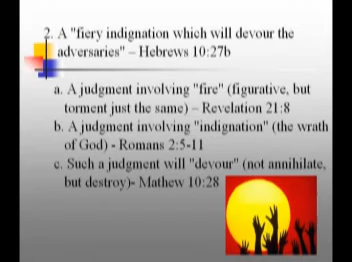 2. A "fiery indignation which will devour the
adversaries" – Hebrews 10:27b
a. A judgment involving "fire" (figurative, but
torment just the same) – Revelation 21:8
b. A judgment involving "indignation" (the wrath
of God) - Romans 2:5-11
c. Such a judgment will "devour" (not annihilate,
but destroy)- Mathew 10:28